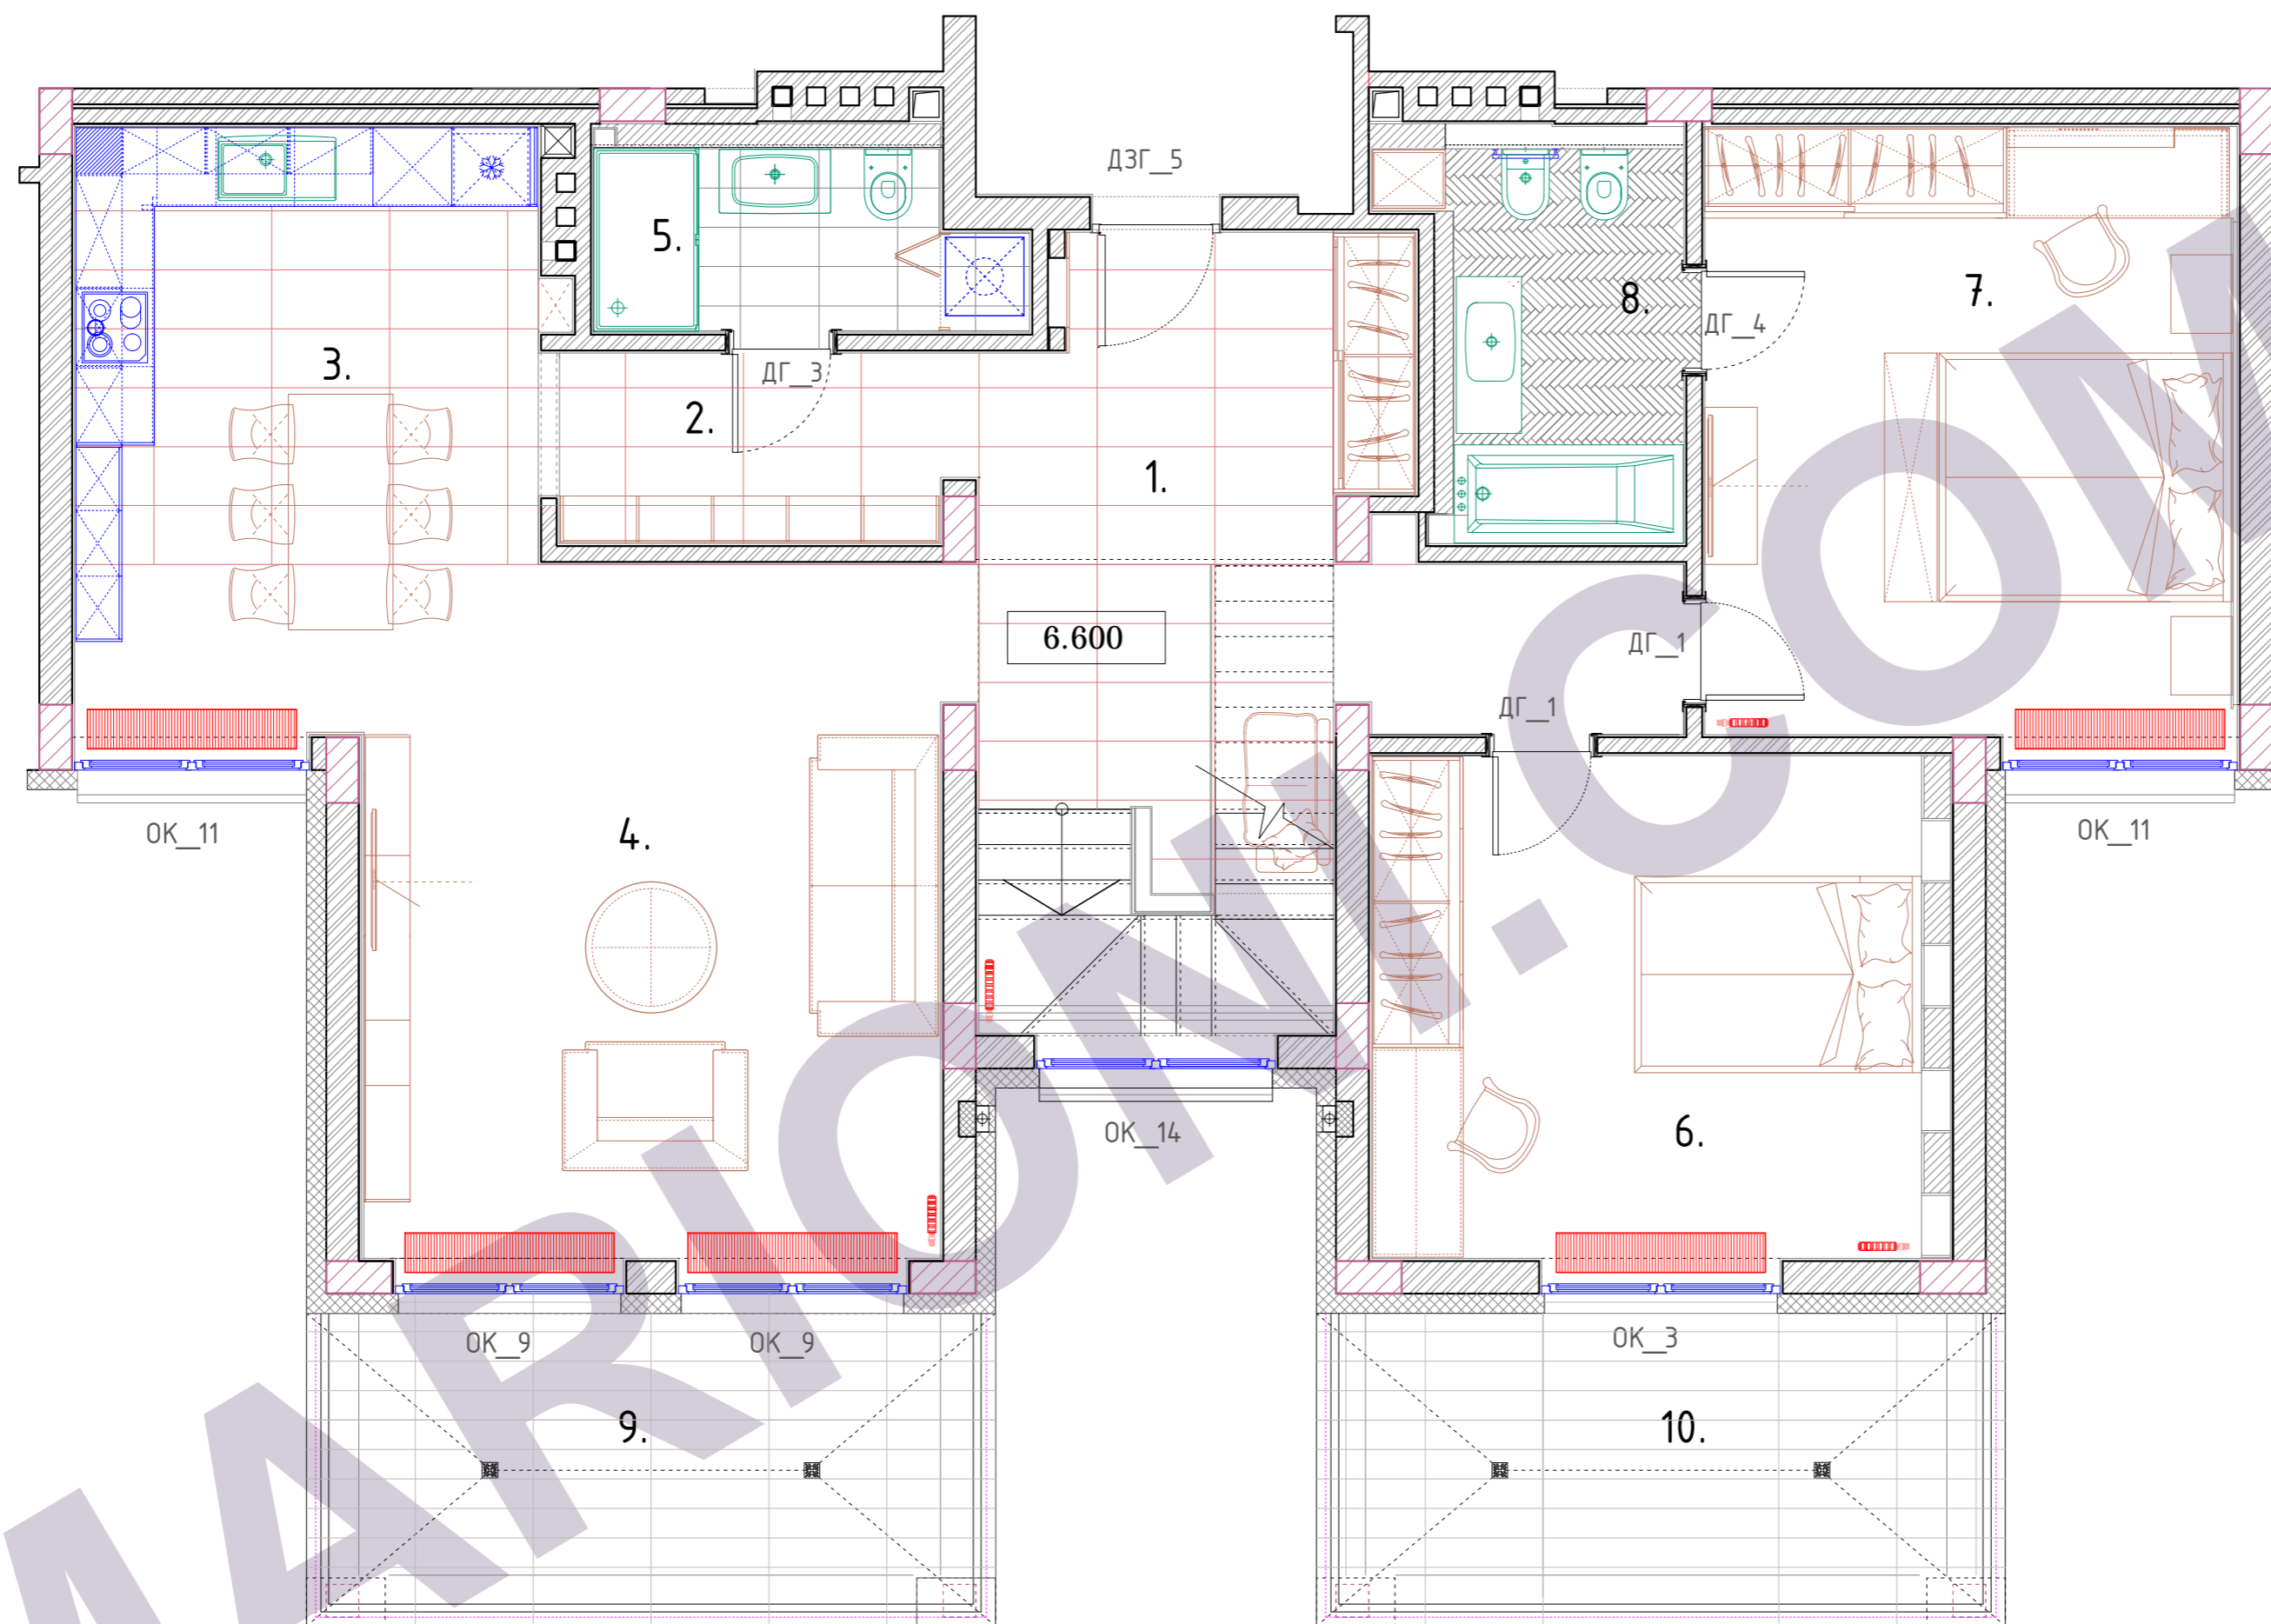 ДЗГ_5
5.
8.
7.
ДГ_4
3.
ДГ_3
2.
1.
6.600
ДГ_1
ДГ_1
ОК_11
4.
ОК_11
ОК_14
6.
ОК_9
ОК_9
ОК_3
9.
10.
MARIONI.COM